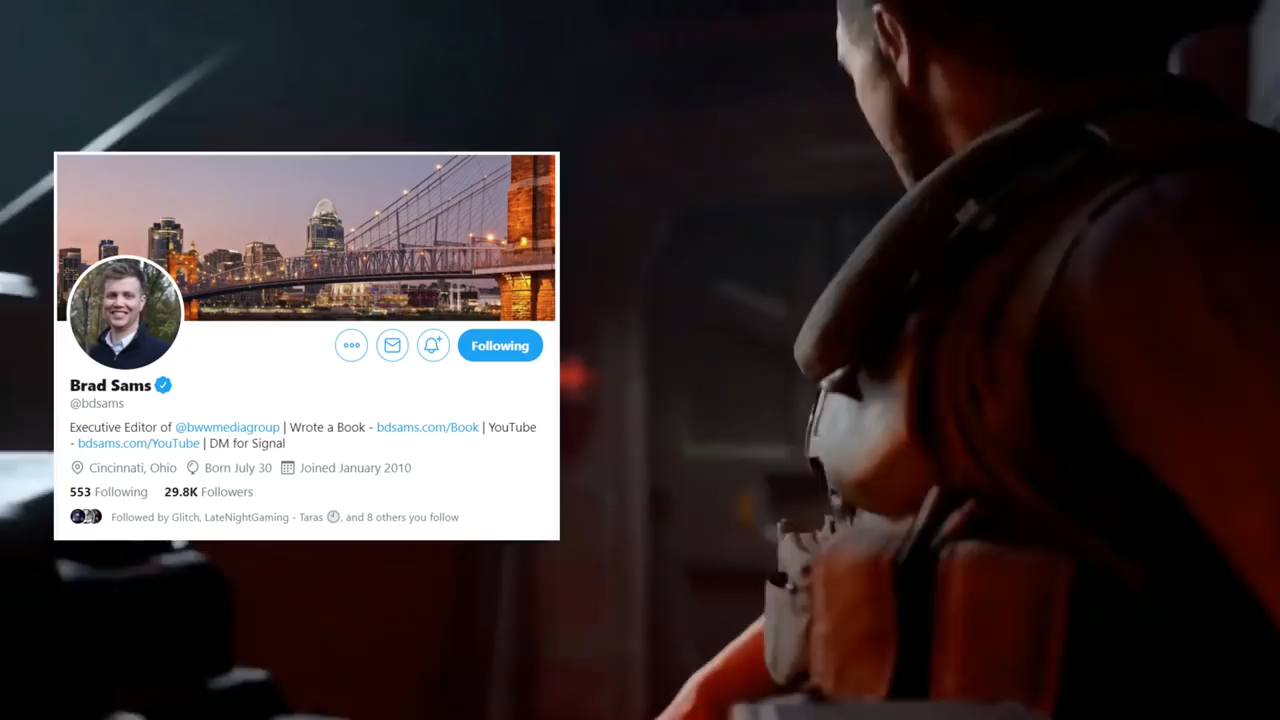 Following
Brad Sams
@bdsams
Executive Editor of @bwwmediagroup | Wrote a Book - bdsams.com/Book | YouTube
- bdsams.com/YouTube | DM for Signal
Cincinnati, Ohio Born July 30 Joined January 2010
553 Following 29.8K Followers
Followed by Glitch, LateNightGaming - Taras 🕙, and 8 others you follow